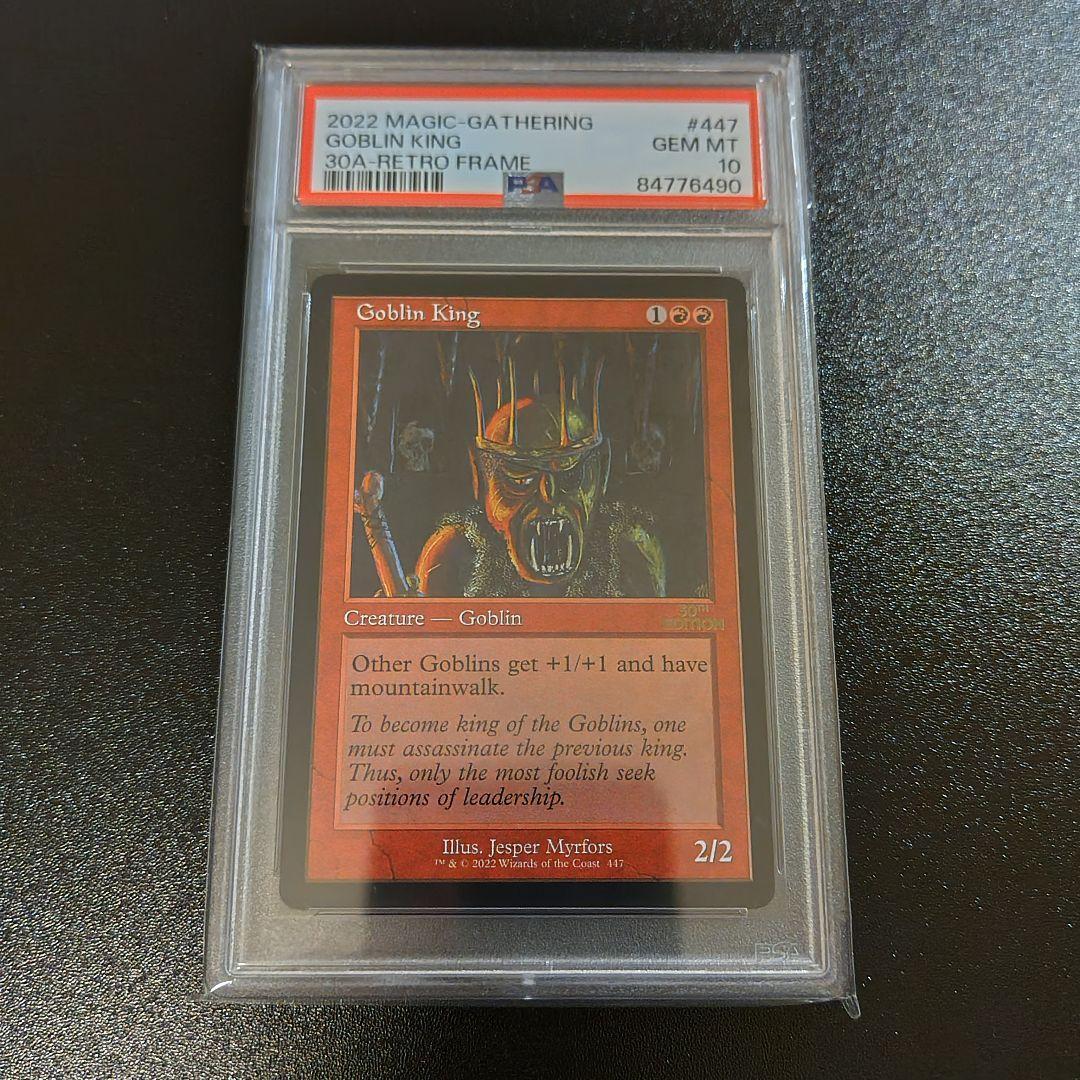 2022 MAGIC-GATHERING #447
GOBLIN KING GEM MT
30A-RETRO FRAME 10
PSA 84776490
Goblin King 1
Creature — Goblin
30TH
EDITION
Other Goblins get +1/+1 and have
mountainwalk.
To become king of the Goblins, one
must assassinate the previous king.
Thus, only the most foolish seek
positions of leadership.
Illus. Jesper Myrfors
™ & © 2022 Wizards of the Coast 447
2/2
PSA